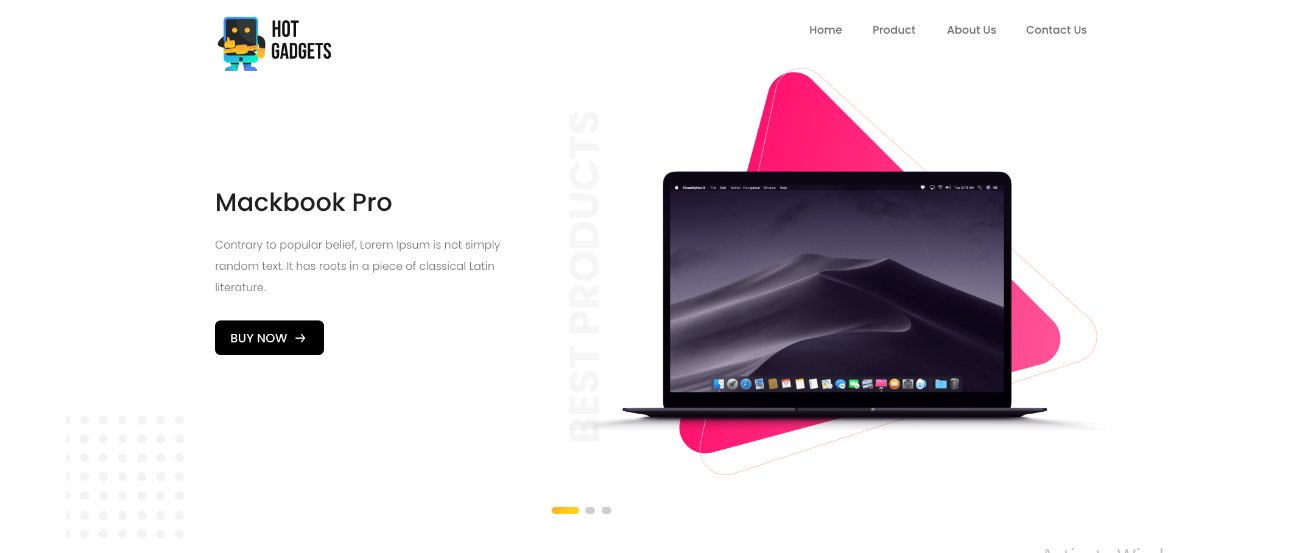 HOT
GADGETS
Home
Product
About Us
Contact Us
BEST PRODUCTS
Mackbook Pro
Contrary to popular belief, Lorem Ipsum is not simply
random text. It has roots in a piece of classical Latin
literature.
BUY NOW →